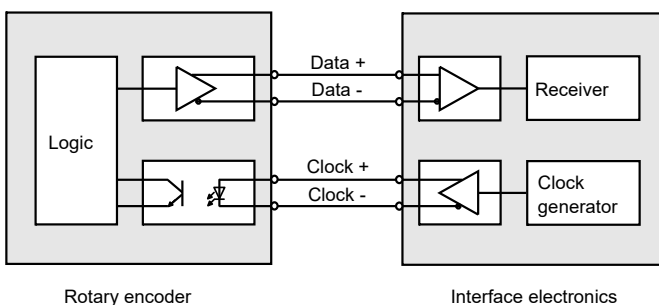 Data +
Data -
Logic
Receiver
Clock +
Clock -
Clock
generator
Rotary encoder
Interface electronics